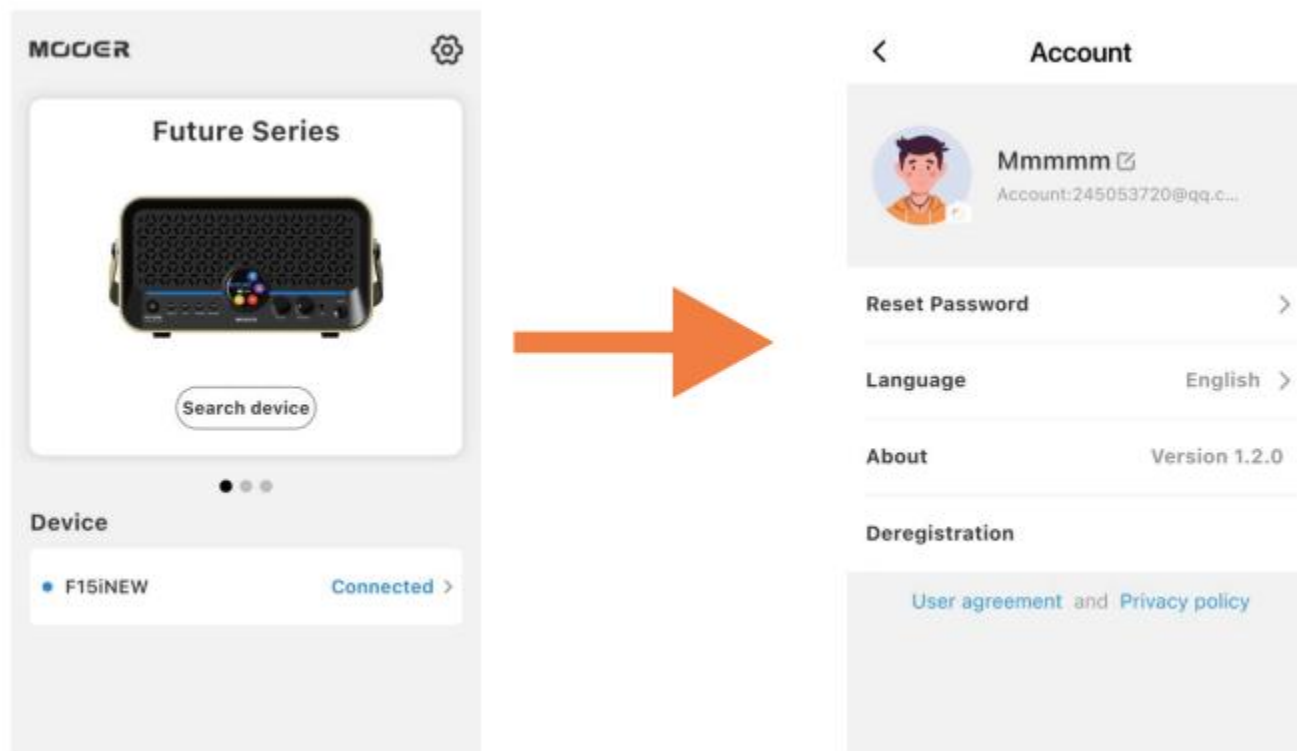 MOOER
Future Series
Search device
Device
F15iNEW Connected >
< Account
Mmmmm
Account:245053720@qq.c...
Reset Password >
Language English >
About Version 1.2.0
Deregistration
User agreement and Privacy policy